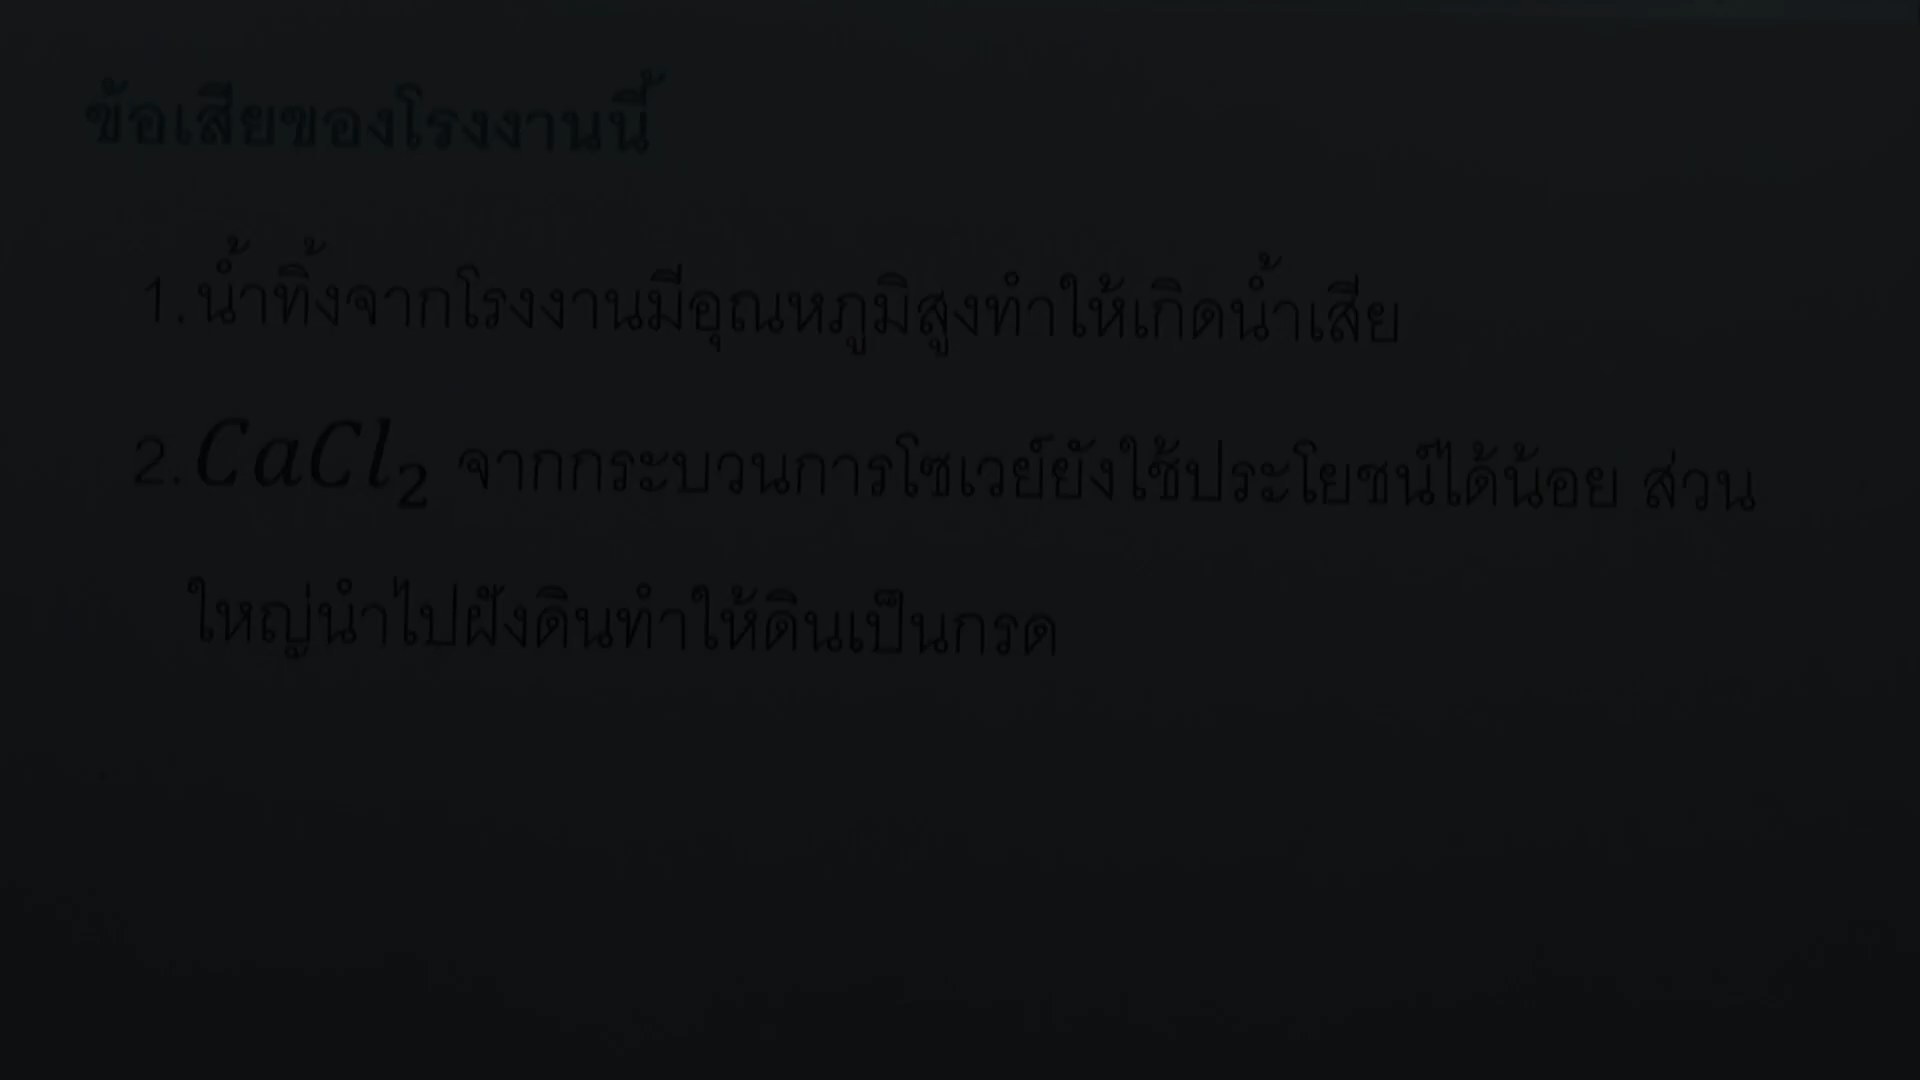 ข้อเสียของโรงงานนี้
1.น้ำทิ้งจากโรงงานมีอุณหภูมิสูงทำให้เกิดน้ำเสีย
2.CaCl₂ จากกระบวนการโซเวย์ยังใช้ประโยชน์ได้น้อย ส่วน
ใหญ่นำไปฝังดินทำให้ดินเป็นกรด